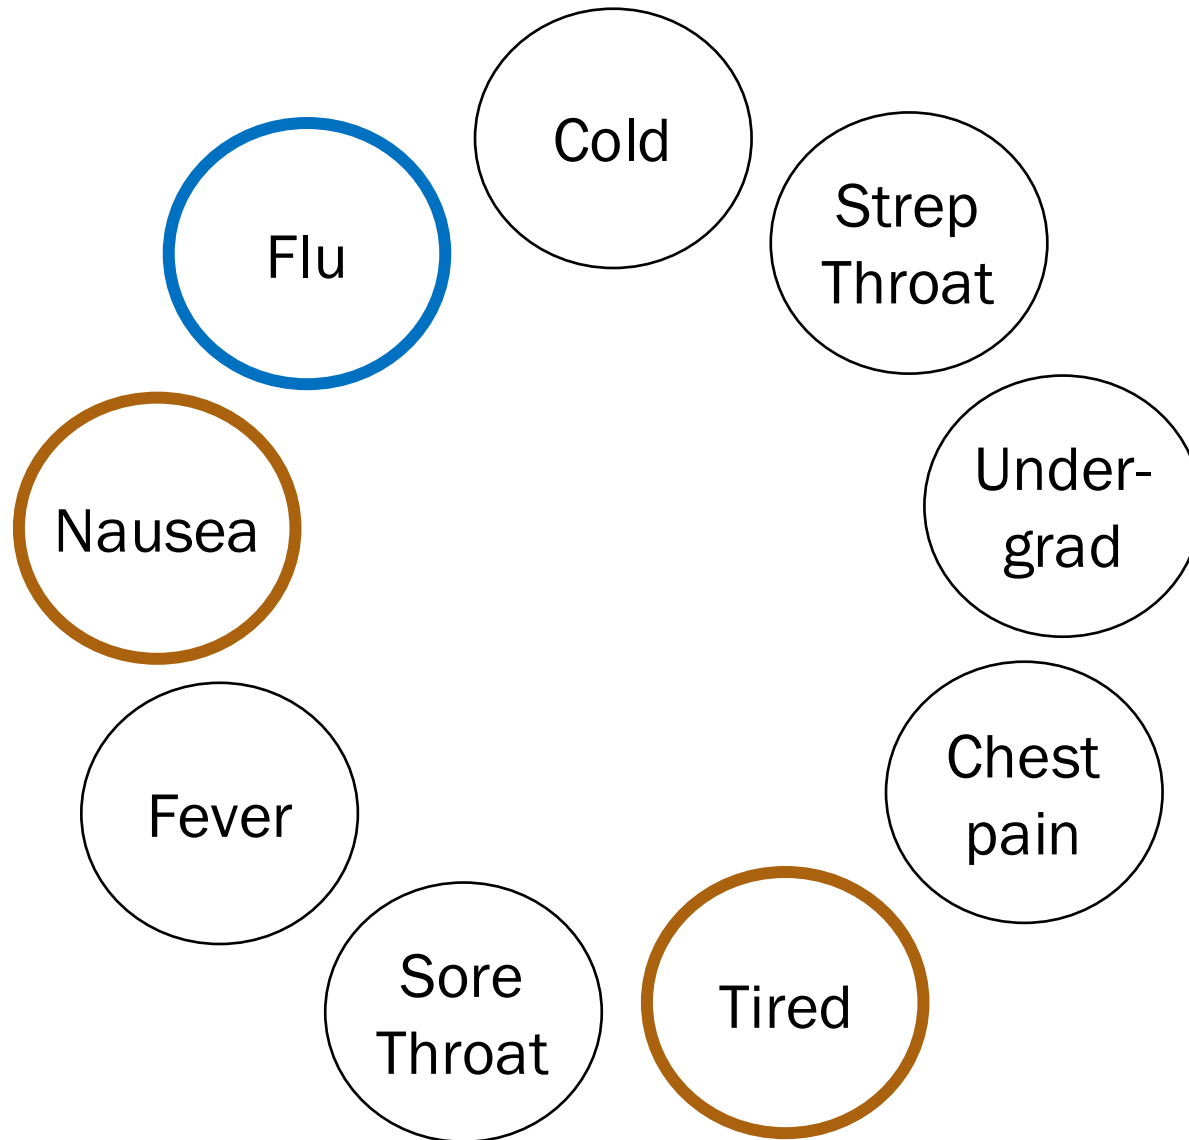 Cold
Strep
Throat
Flu
Under-
grad
Nausea
Chest
pain
Fever
Sore
Throat
Tired